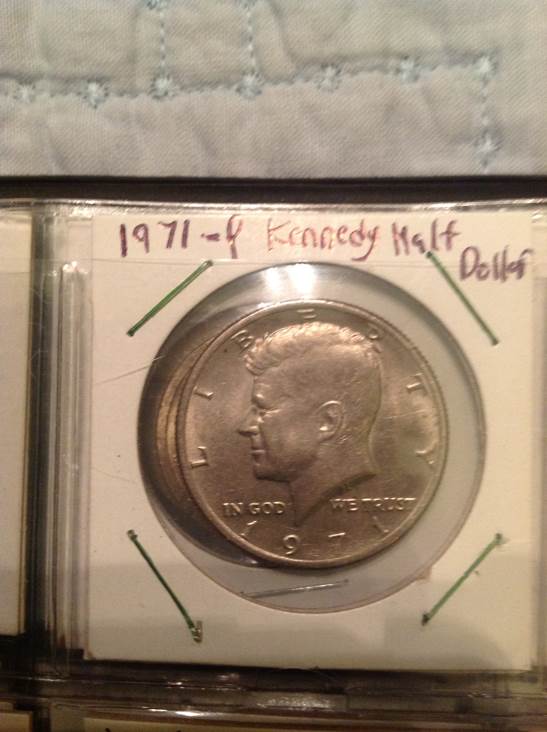 1971-P Kennedy Half
Dollar
LIBERTY
IN GOD WE TRUST
1971